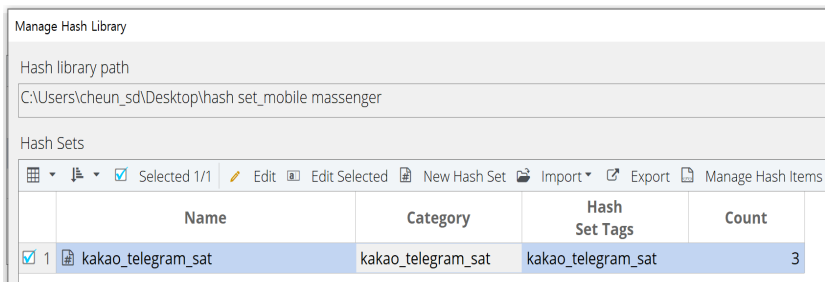 Manage Hash Library
Hash library path
C:\Users\cheun_sd\Desktop\hash set_mobile massenger
Hash Sets
Selected 1/1 Edit Edit Selected New Hash Set Import Export Manage Hash Items
Name Category Hash Set Tags Count
1 kakao_telegram_sat kakao_telegram_sat kakao_telegram_sat 3